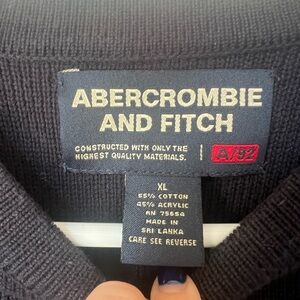 ABERCROMBIE
AND FITCH
CONSTRUCTED WITH ONLY THE
HIGHEST QUALITY MATERIALS.
A/92
XL
55% COTTON
45% ACRYLIC
RN 75654
MADE IN
SRI LANKA
CARE SEE REVERSE